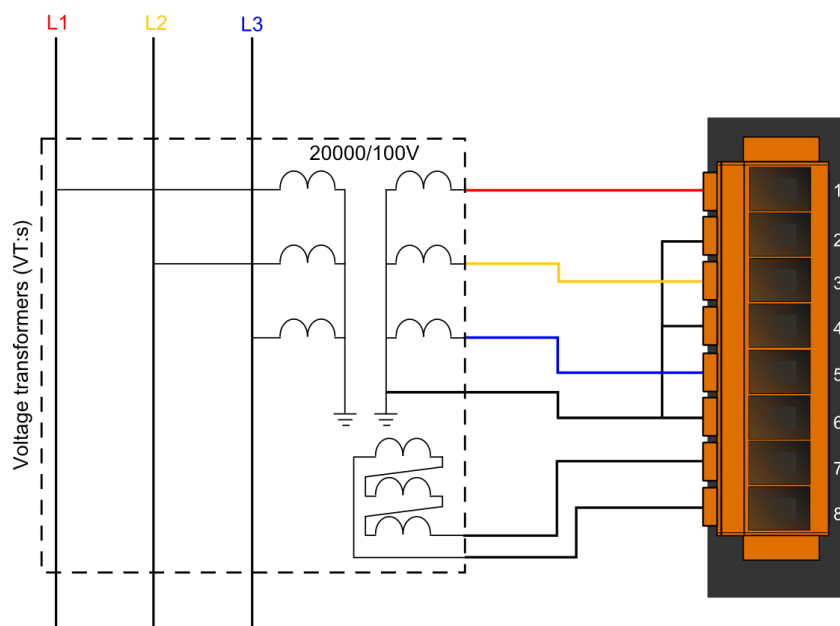 L1 L2 L3
20000/100V
Voltage transformers (VT:s)
1
2
3
4
5
6
7
8